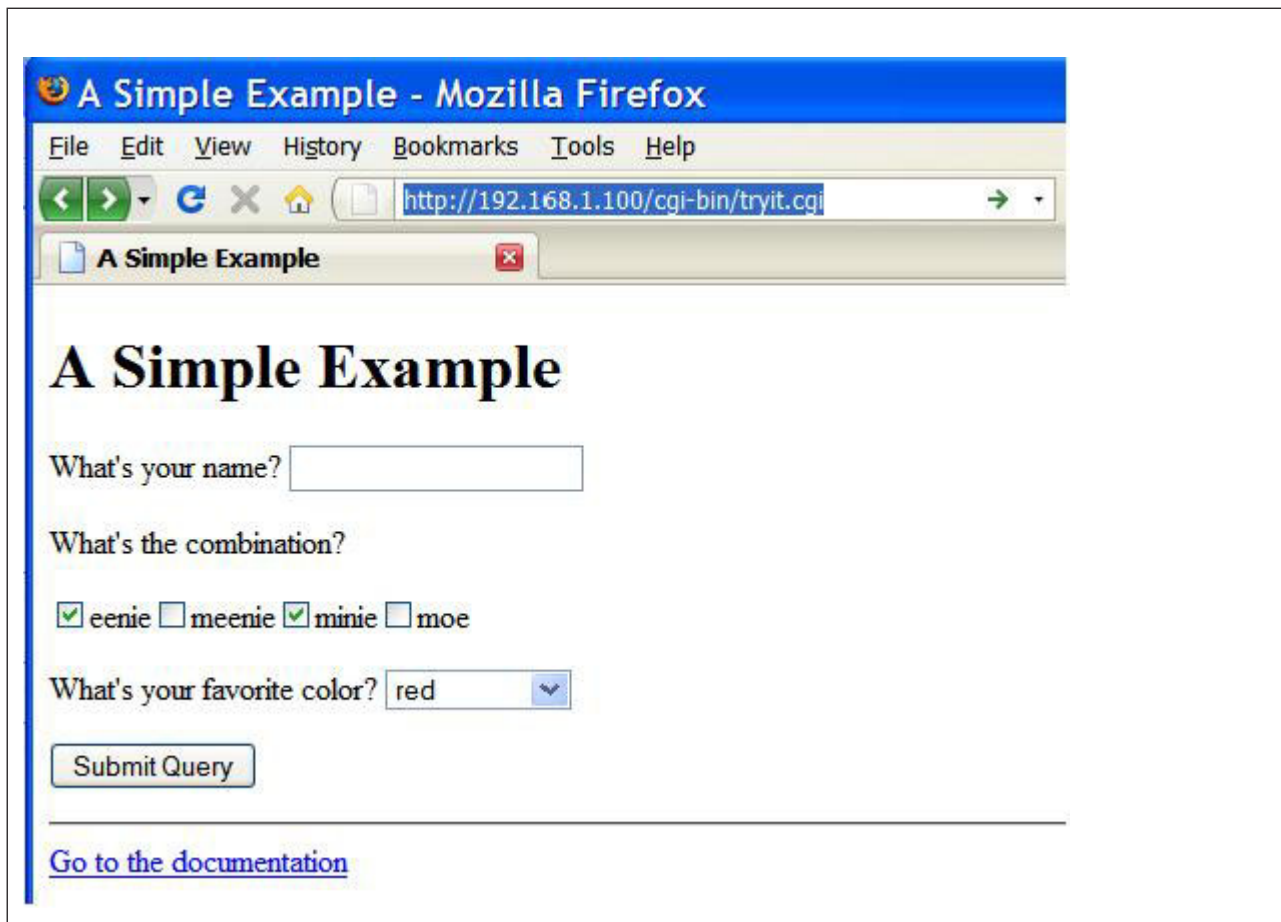 A Simple Example - Mozilla Firefox
File Edit View History Bookmarks Tools Help
http://192.168.1.100/cgi-bin/tryit.cgi
A Simple Example
A Simple Example
What's your name?
What's the combination?
eenie meenie minie moe
What's your favorite color? red
Submit Query
Go to the documentation